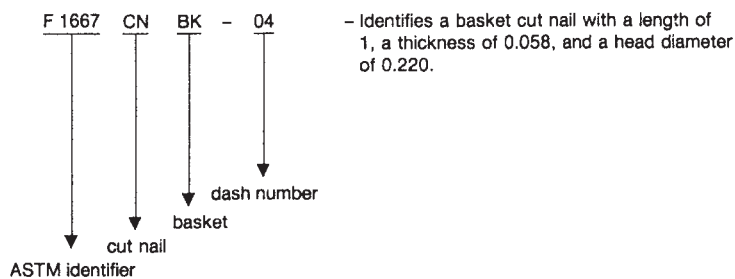 F 1667 CN BK – 04
– Identifies a basket cut nail with a length of
1, a thickness of 0.058, and a head diameter
of 0.220.
dash number
basket
cut nail
ASTM identifier